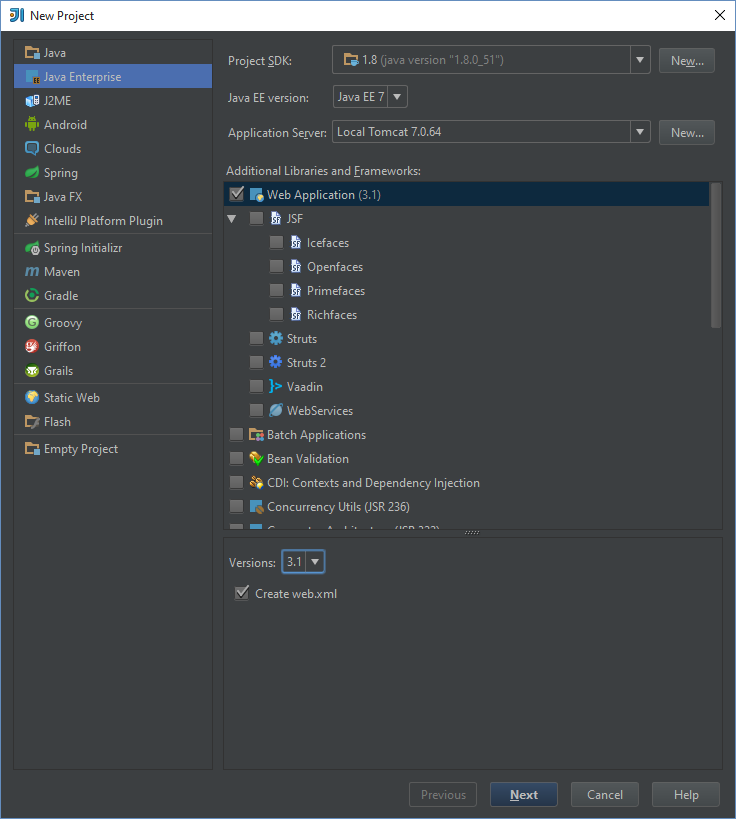 New Project
Java
Java Enterprise
J2ME
Android
Clouds
Spring
Java FX
IntelliJ Platform Plugin
Spring Initializr
Maven
Gradle
Groovy
Griffon
Grails
Static Web
Flash
Empty Project
Project SDK: 1.8 (java version "1.8.0_51") New...
Java EE version: Java EE 7
Application Server: Local Tomcat 7.0.64 New...
Additional Libraries and Frameworks:
Web Application (3.1)
JSF
Icefaces
Openfaces
Primefaces
Richfaces
Struts
Struts 2
Vaadin
WebServices
Batch Applications
Bean Validation
CDI: Contexts and Dependency Injection
Concurrency Utils (JSR 236)
Versions: 3.1
Create web.xml
Previous Next Cancel Help